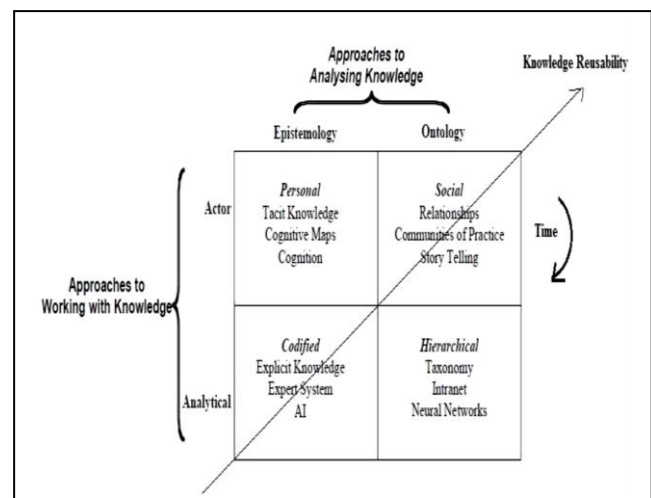 Approaches to
Analysing Knowledge
Knowledge Reusability
Epistemology
Ontology
Actor
Personal
Tacit Knowledge
Cognitive Maps
Cognition
Social
Relationships
Communities of Practice
Story Telling
Time
Approaches to
Working with Knowledge
Analytical
Codified
Explicit Knowledge
Expert System
AI
Hierarchical
Taxonomy
Intranet
Neural Networks